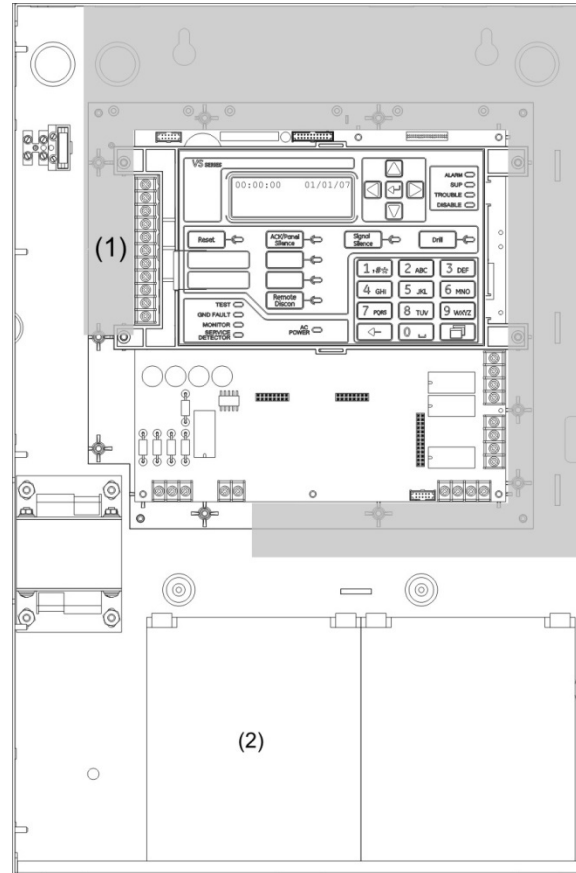 VS SERIES
00:00:00 01/01/07
ALARM
SUP
TROUBLE
DISABLE
(1)
Reset
ACK/Panel Silence
Signal Silence
Drill
Remote Discon
1 ,#☆
2 ABC
3 DEF
4 GHI
5 JKL
6 MNO
7 PQRS
8 TUV
9 WXYZ
0
TEST
GND FAULT
MONITOR
SERVICE DETECTOR
AC POWER
(2)